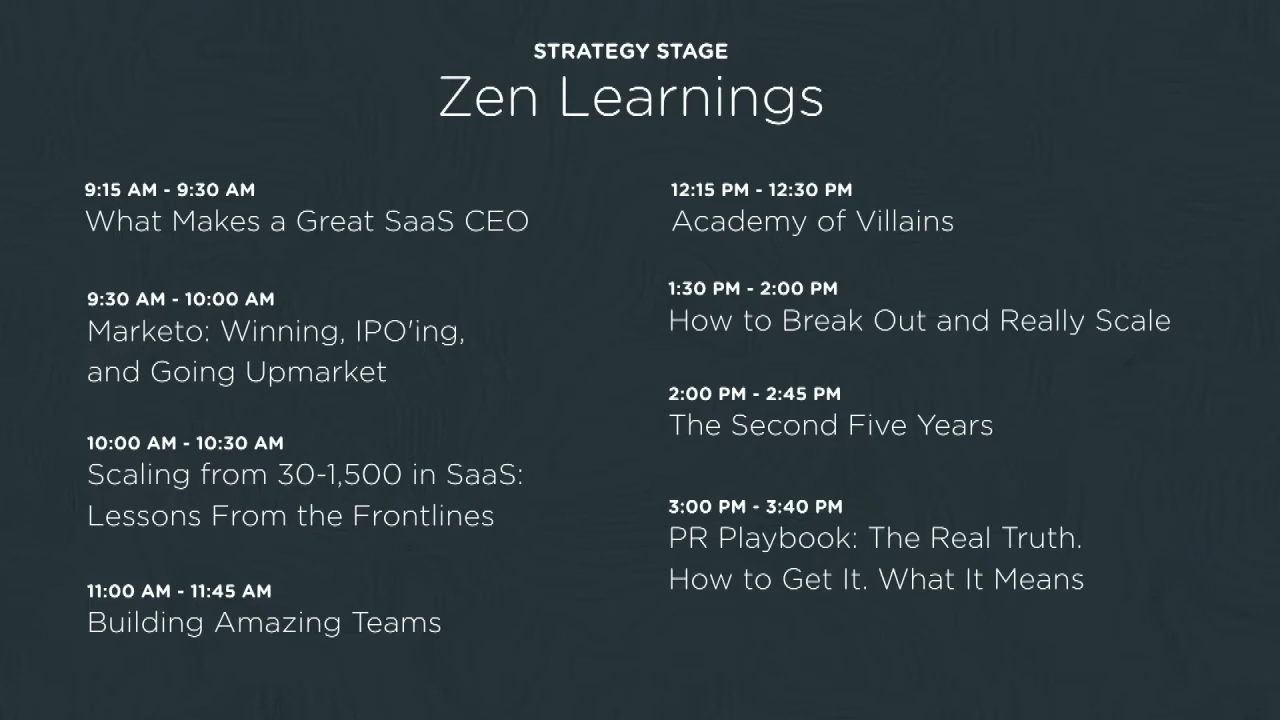 STRATEGY STAGE
Zen Learnings
9:15 AM - 9:30 AM
What Makes a Great SaaS CEO
9:30 AM - 10:00 AM
Marketo: Winning, IPO'ing,
and Going Upmarket
10:00 AM - 10:30 AM
Scaling from 30-1,500 in SaaS:
Lessons From the Frontlines
11:00 AM - 11:45 AM
Building Amazing Teams
12:15 PM - 12:30 PM
Academy of Villains
1:30 PM - 2:00 PM
How to Break Out and Really Scale
2:00 PM - 2:45 PM
The Second Five Years
3:00 PM - 3:40 PM
PR Playbook: The Real Truth.
How to Get It. What It Means